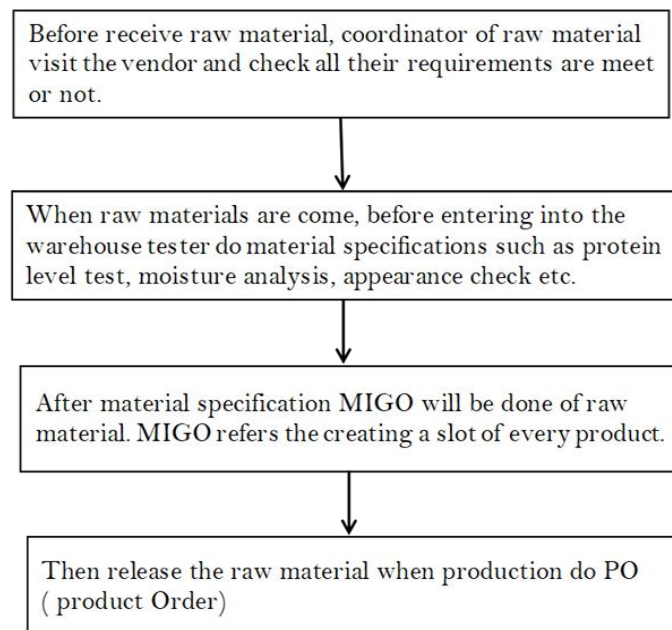 Before receive raw material, coordinator of raw material
visit the vendor and check all their requirements are meet
or not.
When raw materials are come, before entering into the
warehouse tester do material specifications such as protein
level test, moisture analysis, appearance check etc.
After material specification MIGO will be done of raw
material. MIGO refers the creating a slot of every product.
Then release the raw material when production do PO
( product Order)